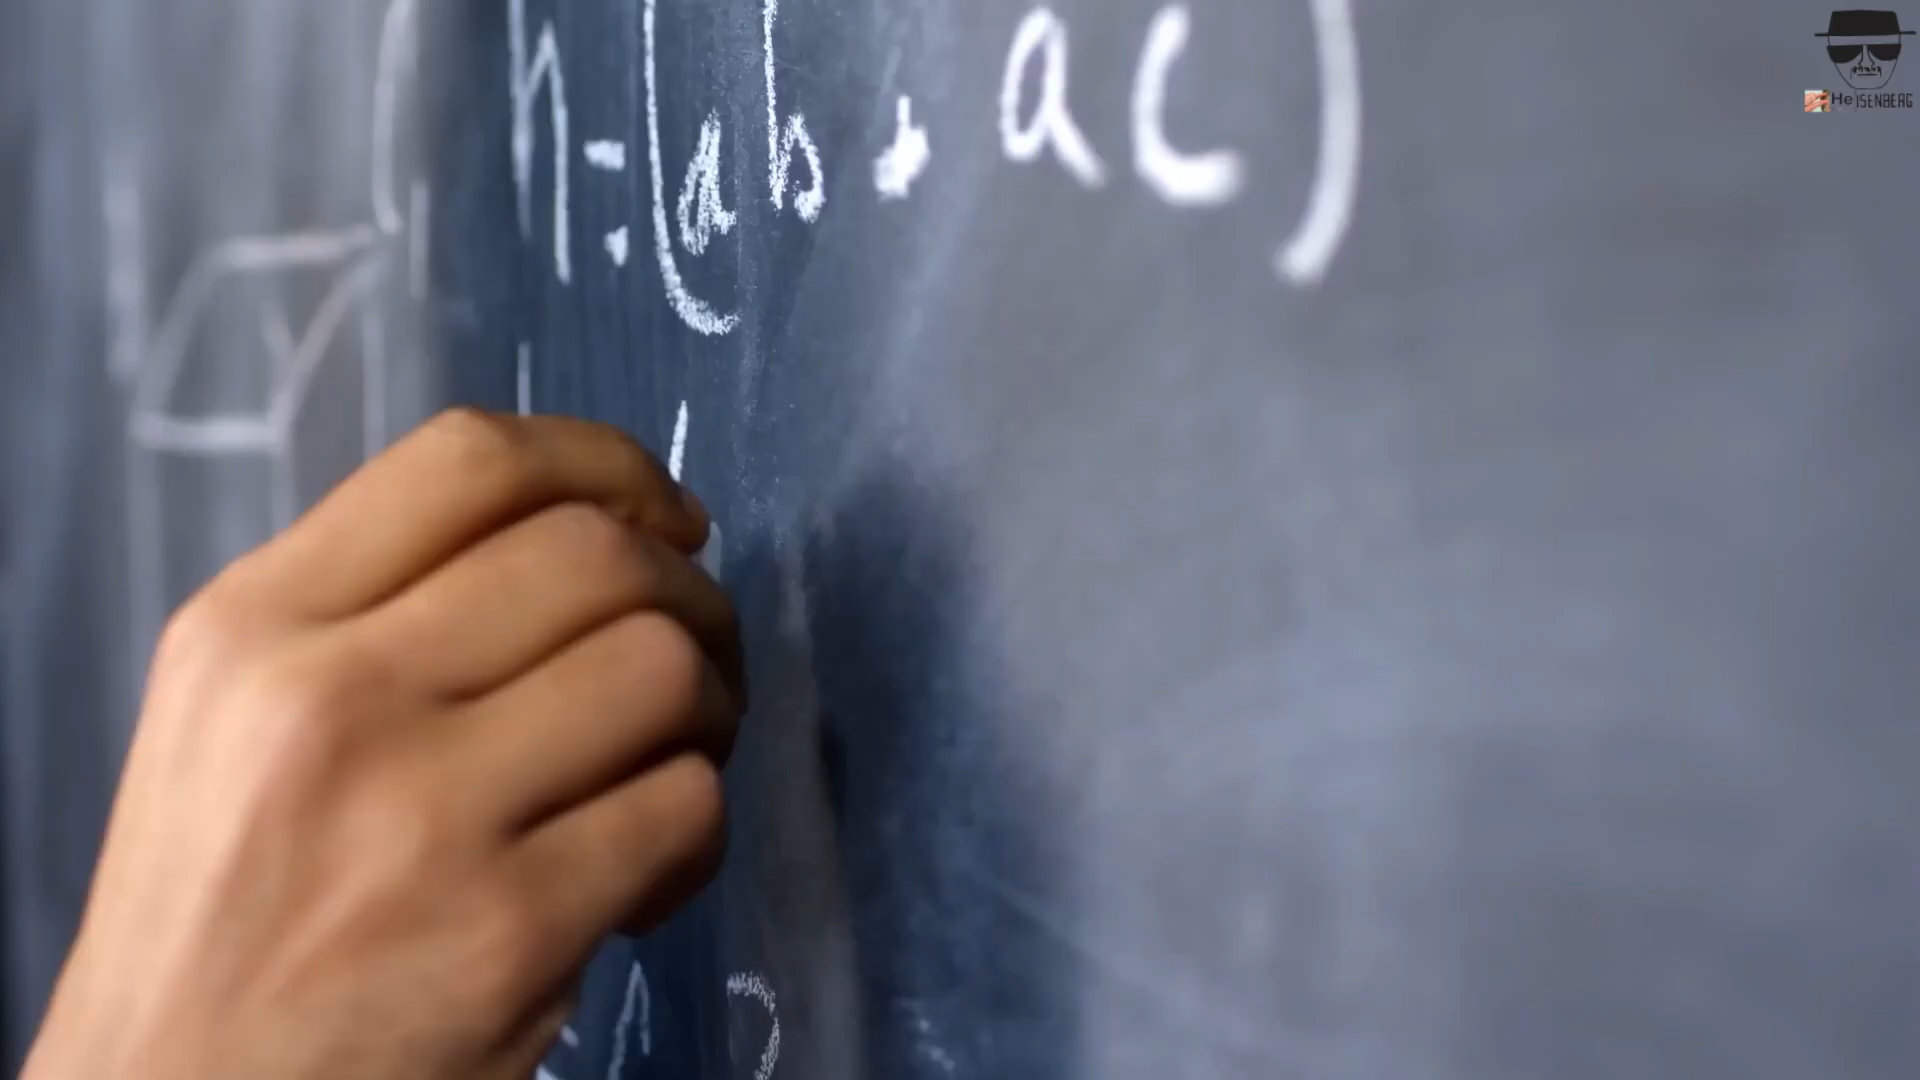 h = (ab . ac)
HeISENBERG